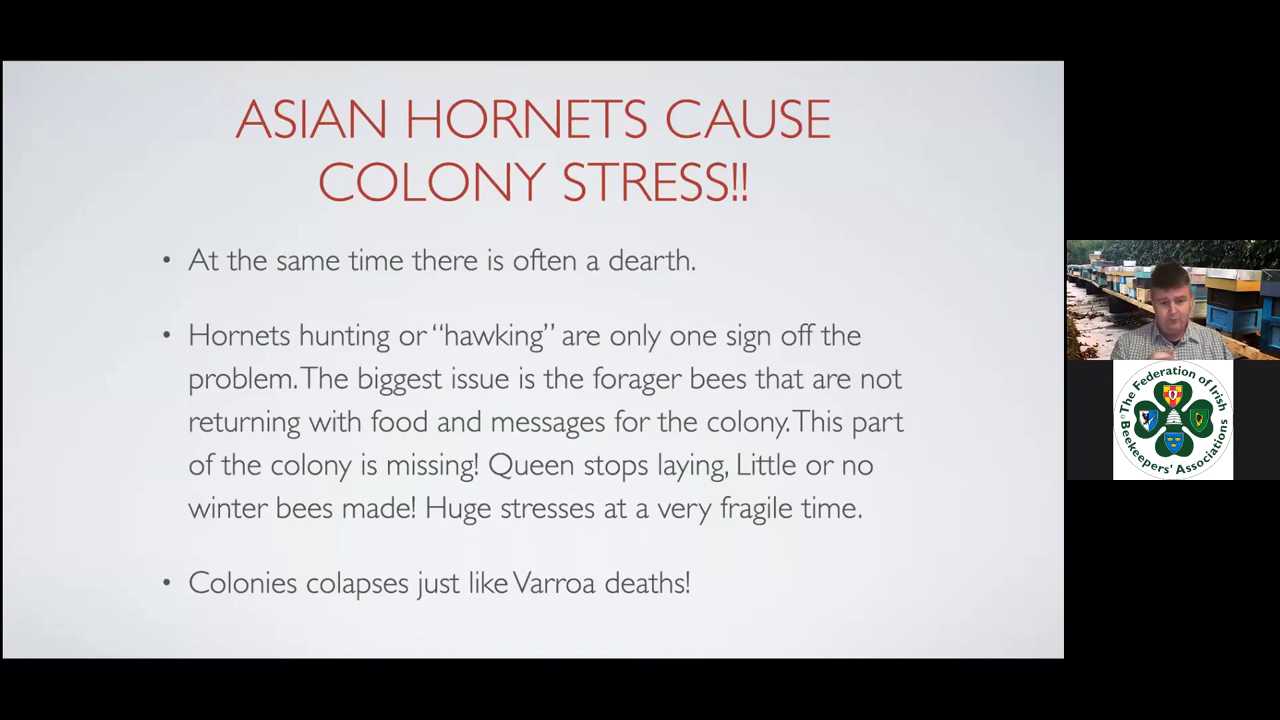 ASIAN HORNETS CAUSE
COLONY STRESS!!
• At the same time there is often a dearth.
• Hornets hunting or “hawking” are only one sign off the
problem. The biggest issue is the forager bees that are not
returning with food and messages for the colony. This part
of the colony is missing! Queen stops laying, Little or no
winter bees made! Huge stresses at a very fragile time.
• Colonies colapses just like Varroa deaths!
The Federation of Irish
Beekeepers' Associations